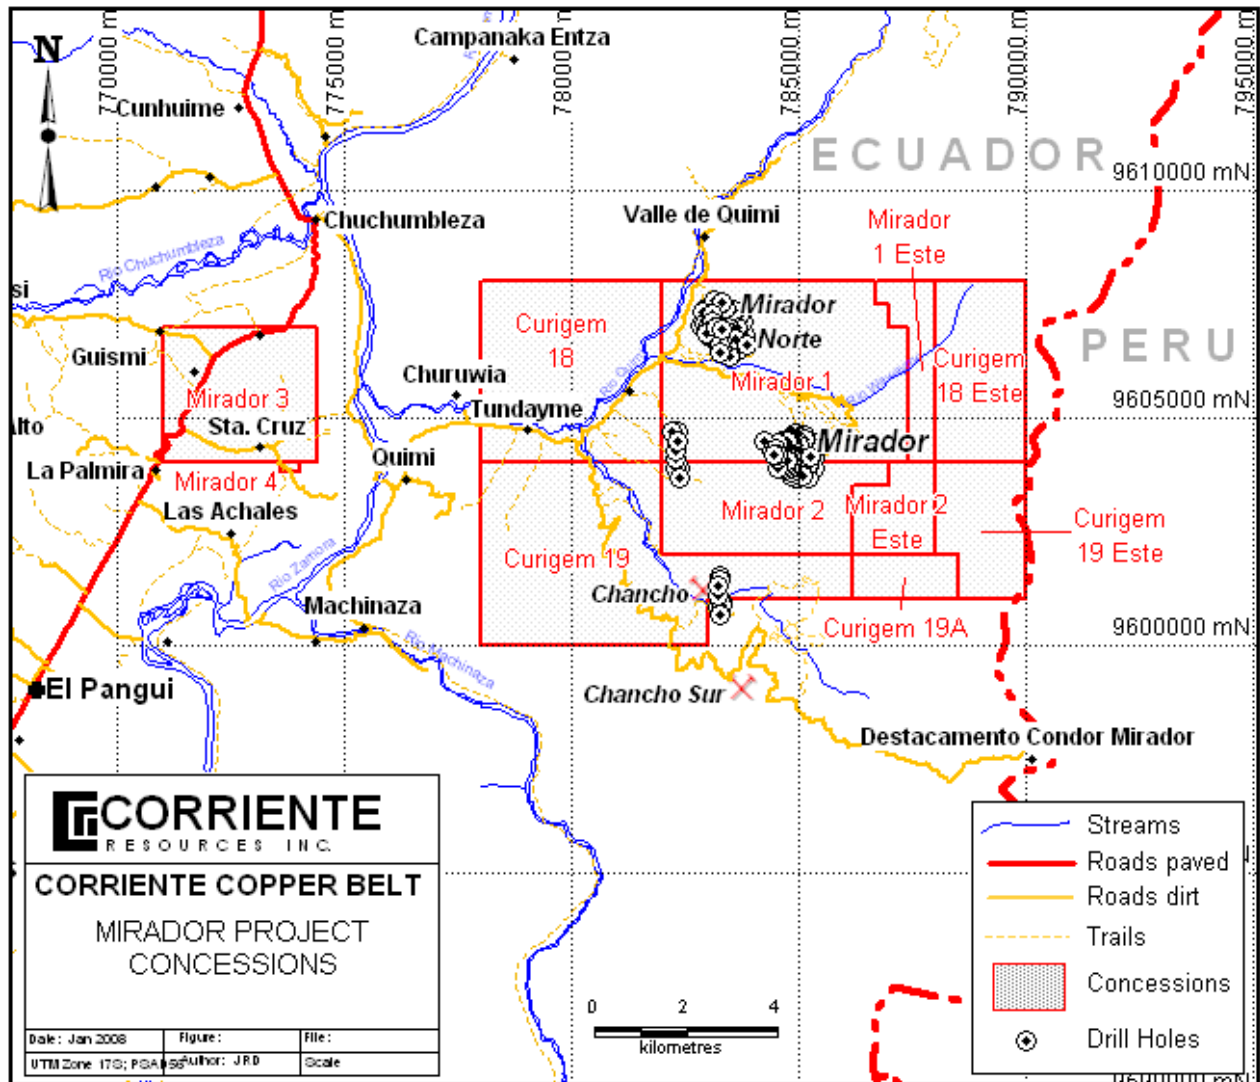 N
770000 m
775000 m
780000 m
785000 m
790000 m
795000 m
Campanaka Entza
Cunhuime
ECUADOR
9610000 mN
Chuchumbleza
Valle de Quimi
Mirador
1 Este
Rio Chuchumbleza
si
PERU
Mirador
Norte
Curigem
18
Guismi
Mirador 3
Churuwia
Rio Quimi
Mirador 1
Curigem
18 Este
9605000 mN
Tundayme
Sta. Cruz
Alto
Mirador
La Palmira
Quimi
Mirador 4
Las Achales
Mirador 2
Mirador 2
Este
Curigem
19 Este
Curigem 19
Rio Zamora
Chancho
Machinaza
Curigem 19A
9600000 mN
Rio Machinaza
El Pangui
Chancho Sur
Destacamento Condor Mirador
CORRIENTE
RESOURCES INC.
CORRIENTE COPPER BELT
MIRADOR PROJECT
CONCESSIONS
Date: Jan 2008
Figure:
File:
Author: JRD
Scale
0 2 4
kilometres
Streams
Roads paved
Roads dirt
Trails
Concessions
Drill Holes